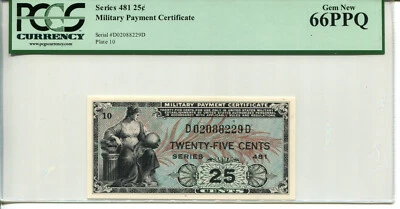 PCGS
CURRENCY
www.pcgscurrency.com
Series 481 25¢
Military Payment Certificate
Serial#D02088229D
Plate 10
Gem New
66PPQ
MILITARY PAYMENT CERTIFICATE
10
D02088229D
TWENTY-FIVE CENTS
SERIES 481
25
CENTS